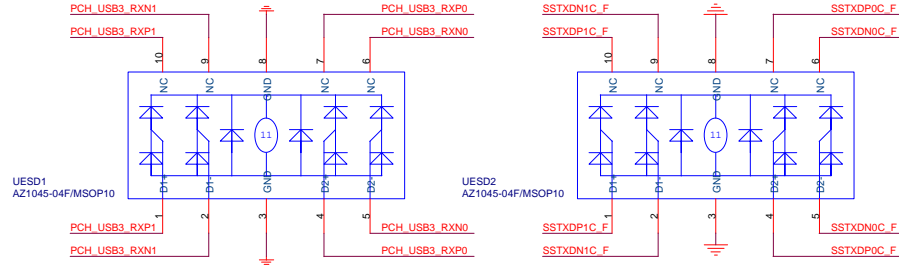 PCH_USB3_RXN1 PCH_USB3_RXP0 SSTXDN1C_F SSTXDP0C_F
PCH_USB3_RXP1 PCH_USB3_RXN0 SSTXDP1C_F SSTXDN0C_F
10 9 8 7 6 10 9 8 7 6
NC NC GND NC NC NC NC GND NC NC
11 11
D1+ D1- GND D2+ D2- D1+ D1- GND D2+ D2-
UESD1 UESD2
AZ1045-04F/MSOP10 AZ1045-04F/MSOP10
1 2 3 4 5 1 2 3 4 5
PCH_USB3_RXP1 PCH_USB3_RXN0 SSTXDP1C_F SSTXDN0C_F
PCH_USB3_RXN1 PCH_USB3_RXP0 SSTXDN1C_F SSTXDP0C_F